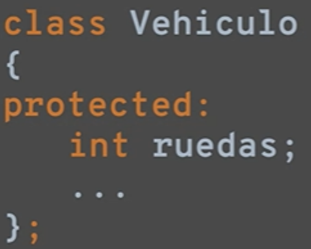 class Vehiculo
{
protected:
int ruedas;
...
};